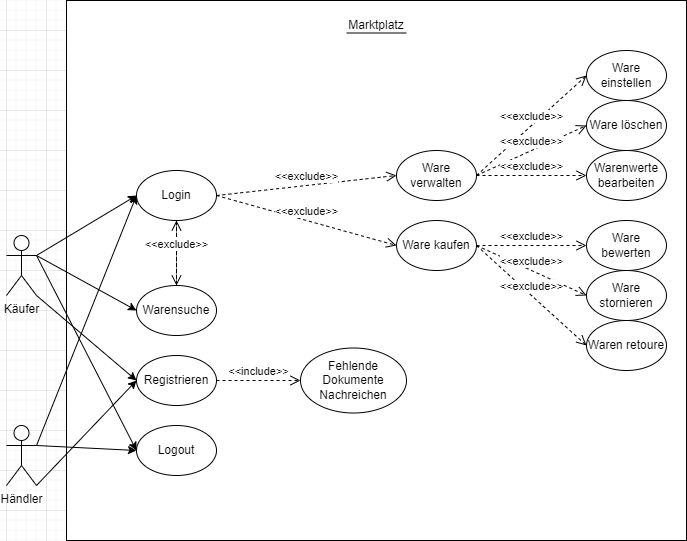 Marktplatz
Ware
einstellen
<<exclude>>
Ware löschen
<<exclude>>
Warenwerte
bearbeiten
<<exclude>>
Ware
verwalten
<<exclude>>
Login
<<exclude>>
Ware kaufen
<<exclude>>
Ware
bewerten
<<exclude>>
Ware
stornieren
<<exclude>>
Waren retoure
<<exclude>>
Käufer
Warensuche
Registrieren
<<include>>
Fehlende
Dokumente
Nachreichen
Logout
Händler